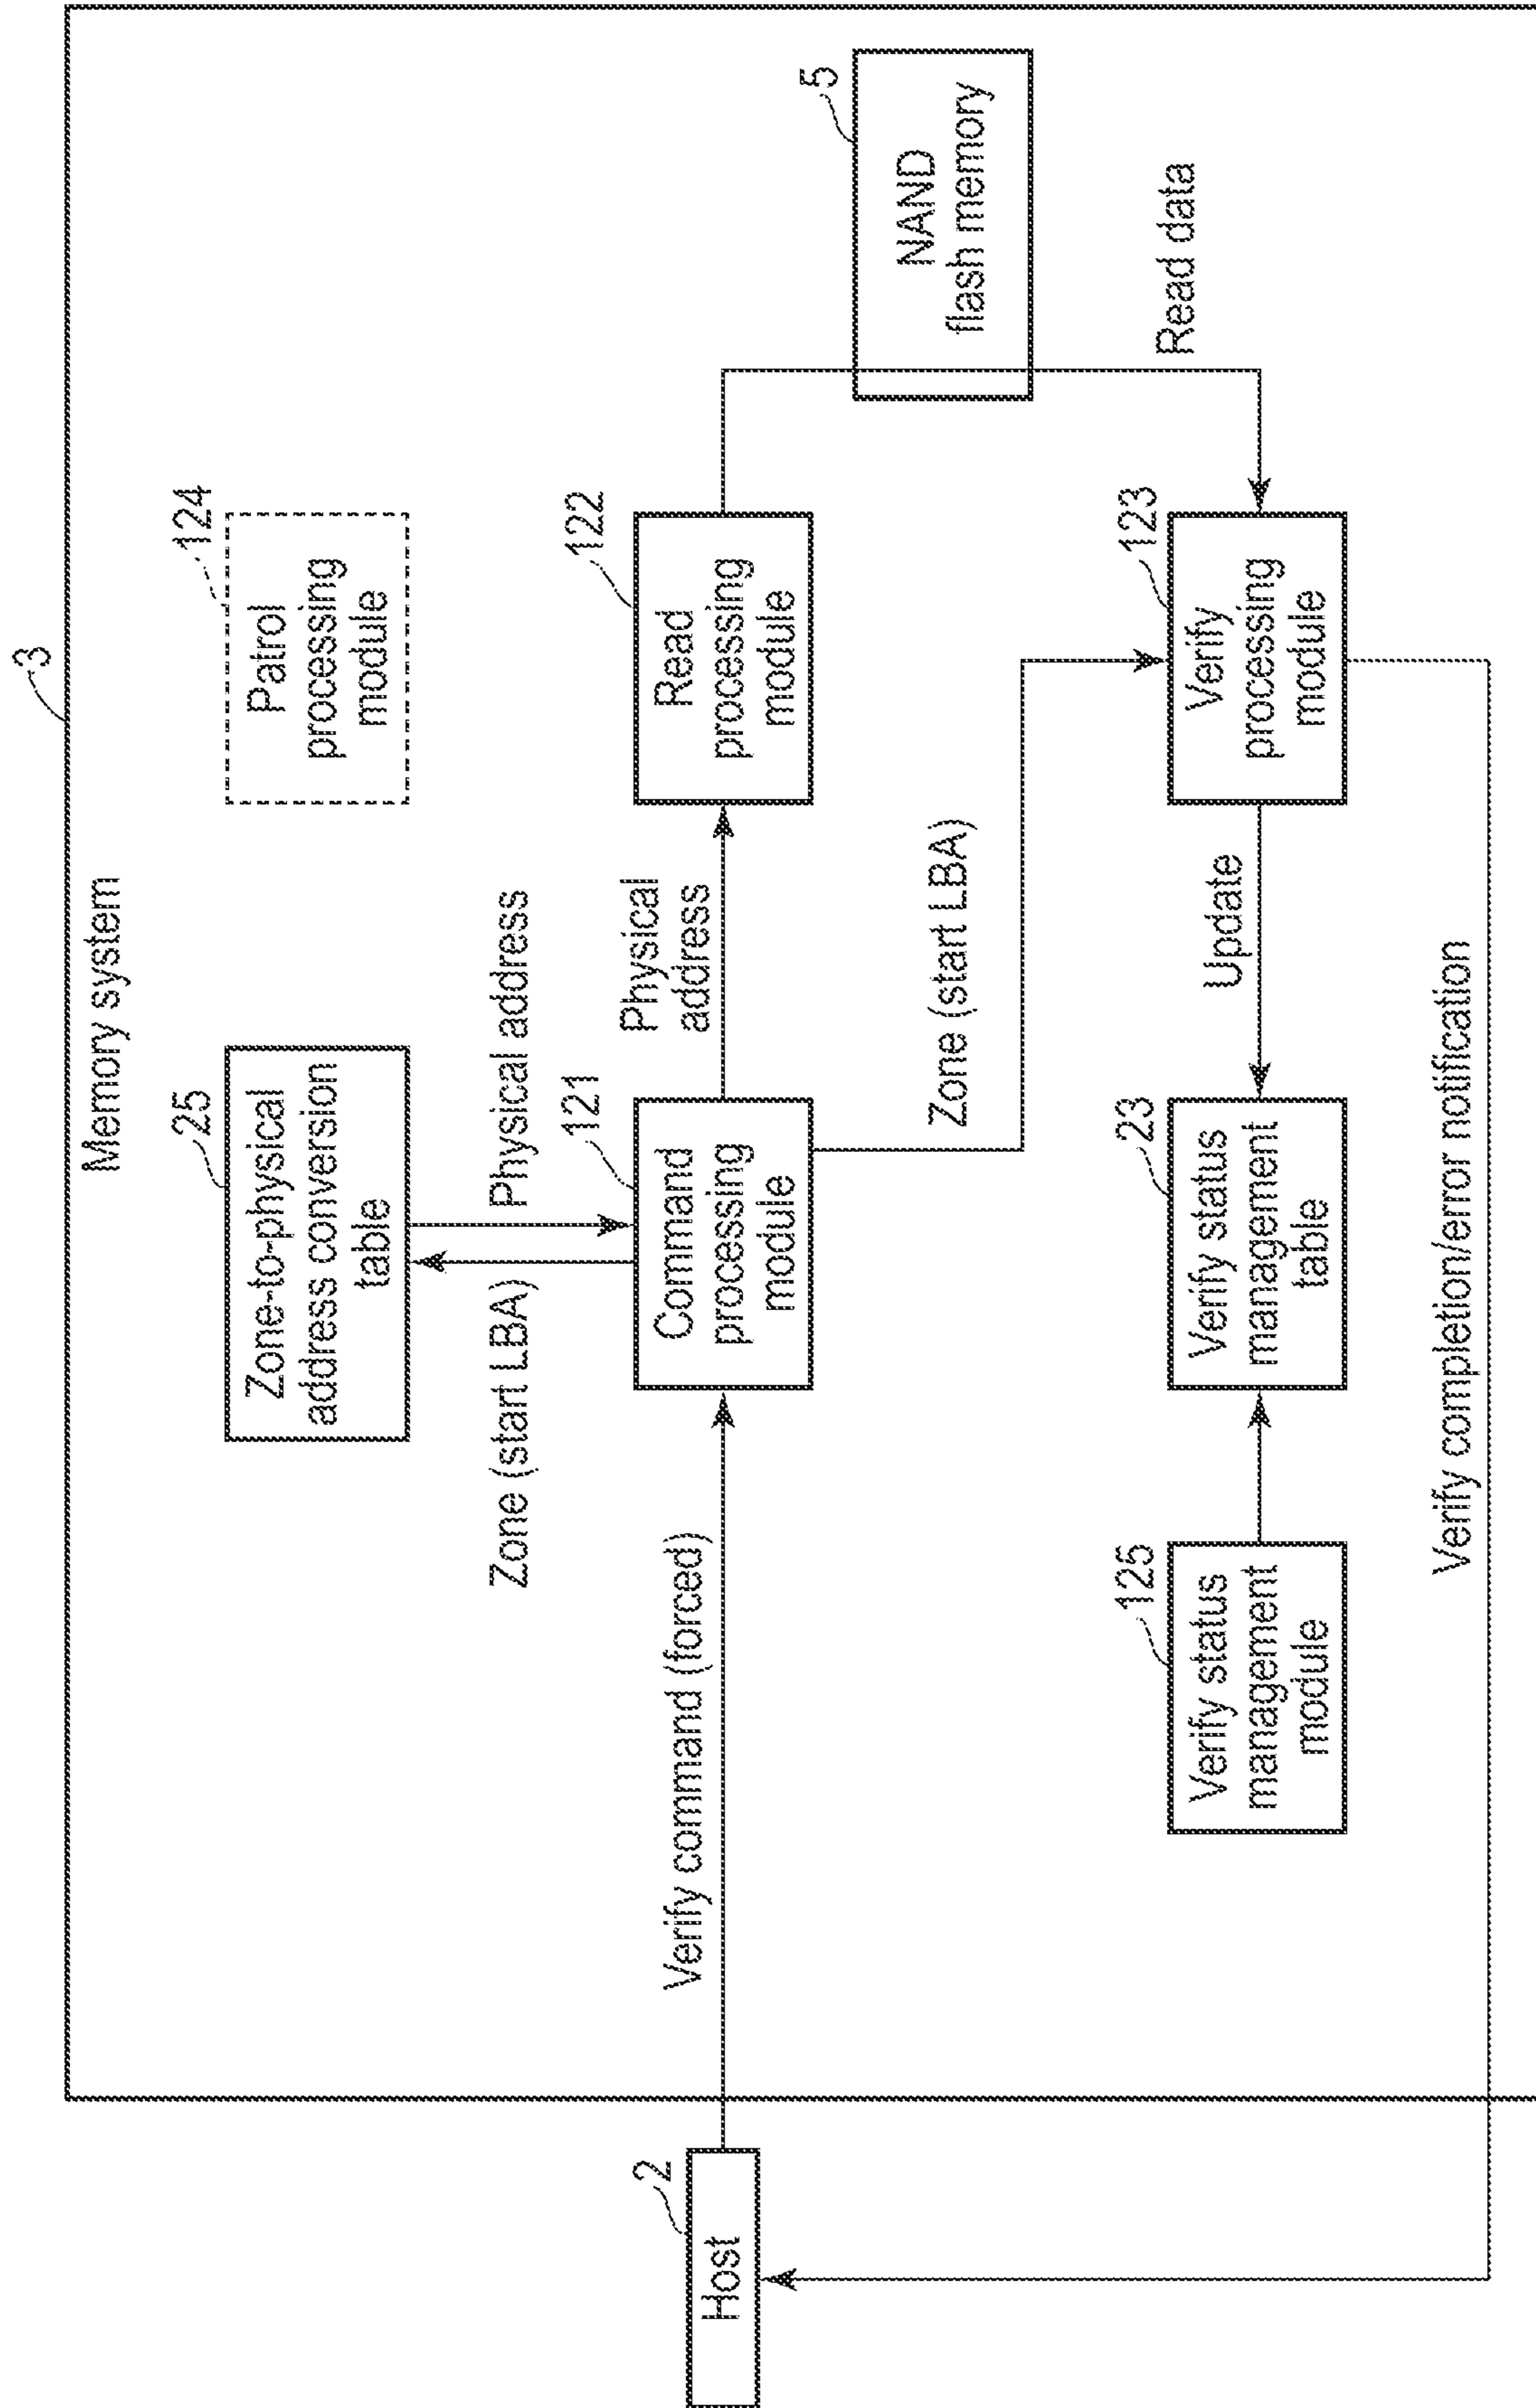 3
Memory system
25
Zone-to-physical
address conversion
table
124
Patrol
processing
module
Zone (start LBA)
Physical address
2
Host
Verify command (forced)
121
Command
processing
module
Physical
address
122
Read
processing
module
5
NAND
flash memory
Zone (start LBA)
Read data
125
Verify status
management
module
23
Verify status
management
table
Update
123
Verify
processing
module
Verify completion/error notification